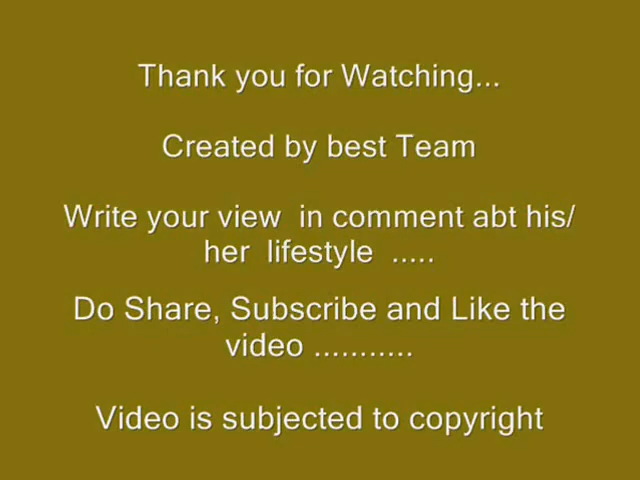 Thank you for Watching...
Created by best Team
Write your view  in comment abt his/
her  lifestyle  .....
Do Share, Subscribe and Like the
video ...........
Video is subjected to copyright